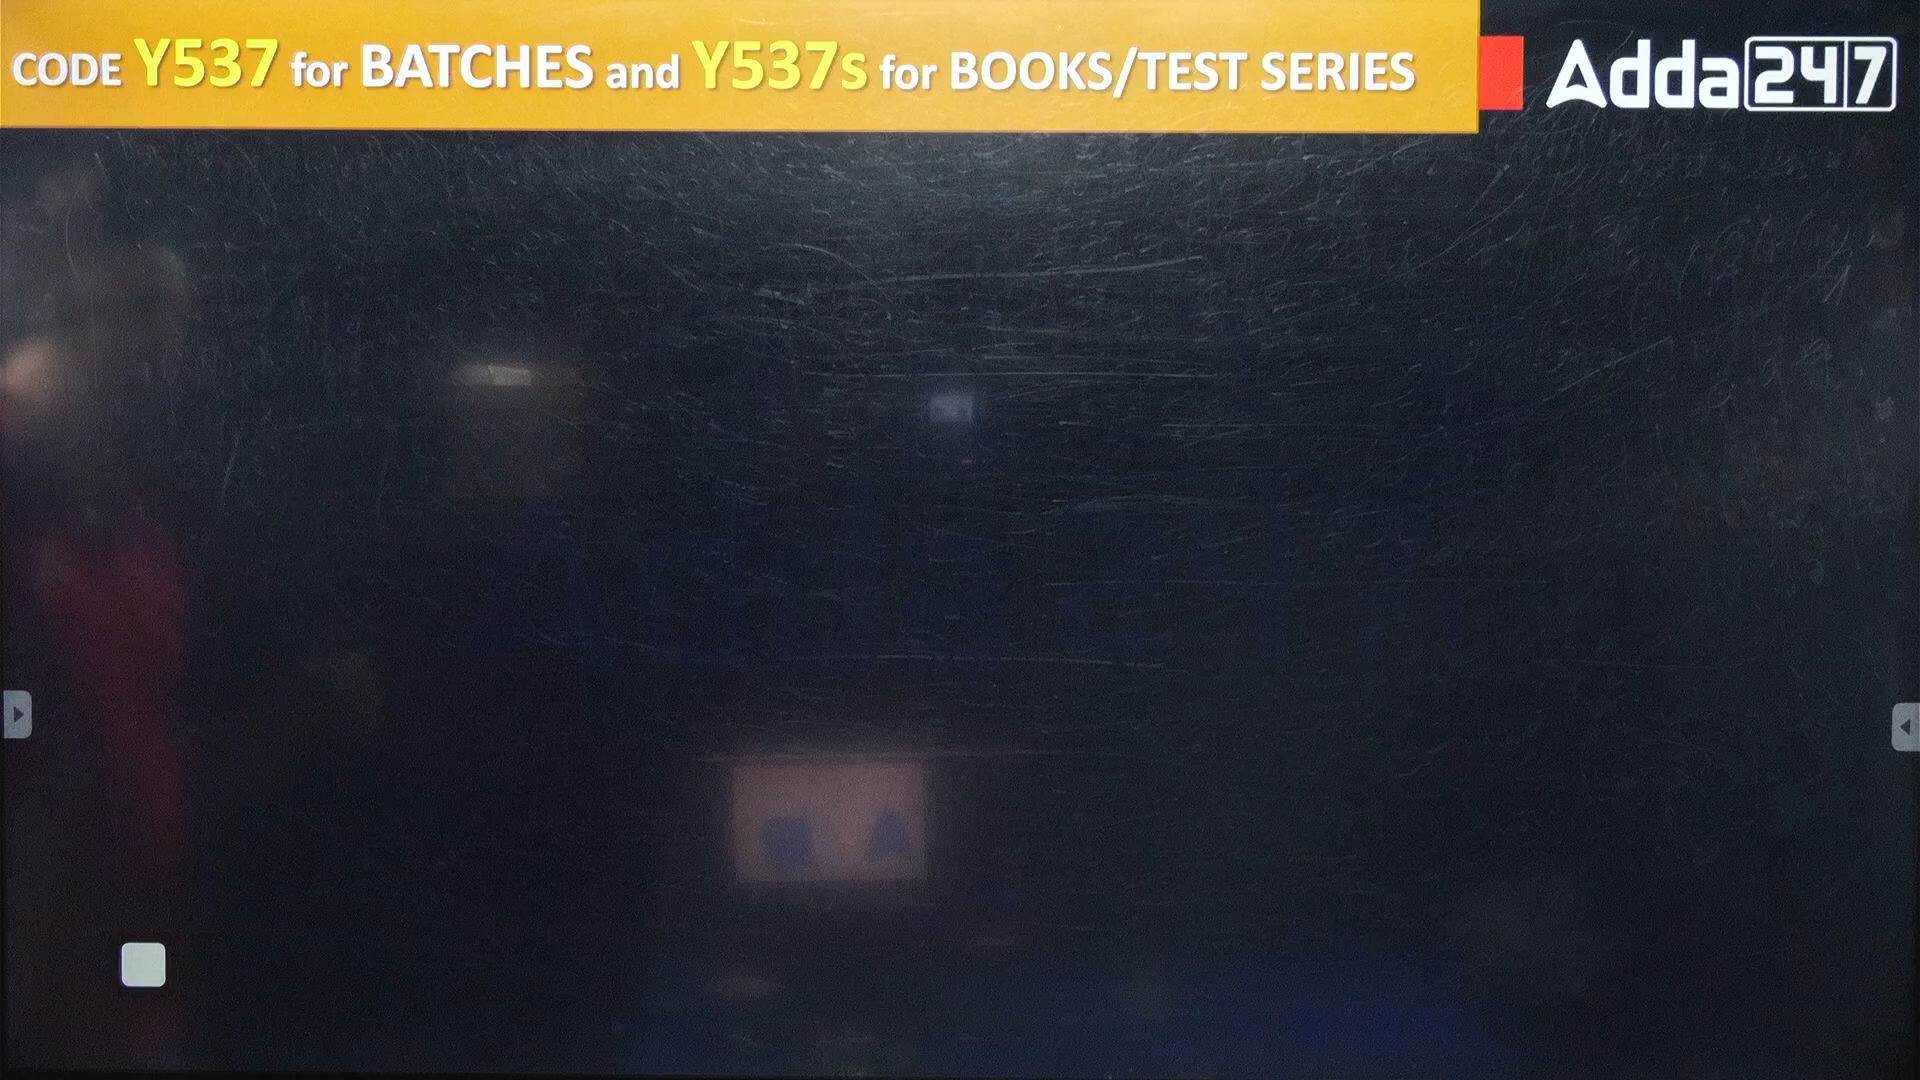 CODE Y537 for BATCHES and Y537s for BOOKS/TEST SERIES
Adda247